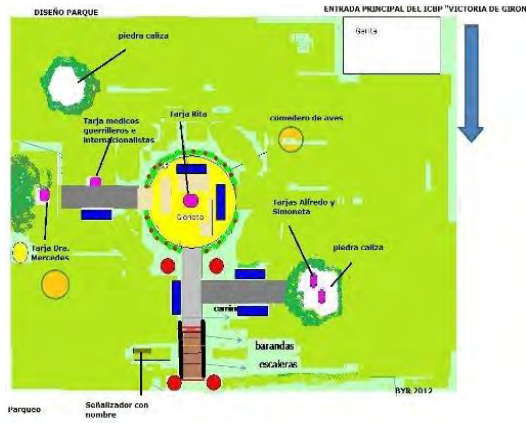 DISEÑO PARQUE
ENTRADA PRINCIPAL DEL ICBP "VICTORIA DE GIRON
Garita
piedra caliza
Tarja medicos
guerrilleros e
internacionalistas
Tarja Rita
comedero de aves
Glorieta
Tarjas Alfredo y
Simoneta
piedra caliza
Tarja Dra.
Mercedes
barandas
escaleras
BYR 2012
Parqueo
Señalizador con
nombre